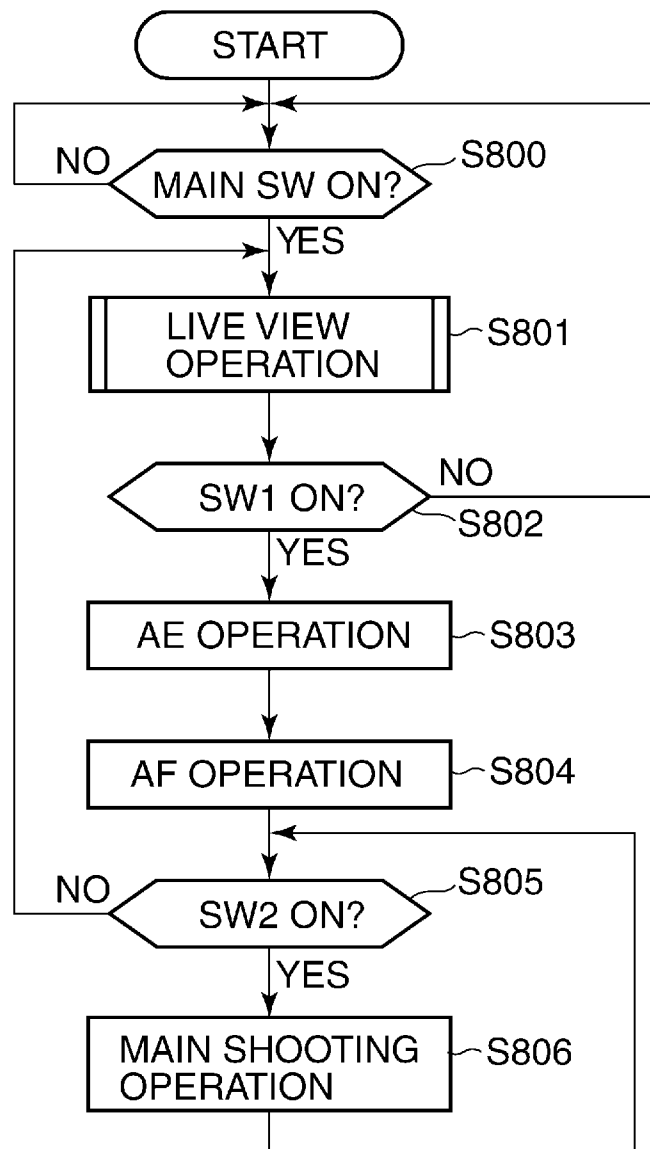 START
NO
MAIN SW ON?
S800
YES
LIVE VIEW
OPERATION
S801
SW1 ON?
NO
S802
YES
AE OPERATION
S803
AF OPERATION
S804
NO
SW2 ON?
S805
YES
MAIN SHOOTING
OPERATION
S806